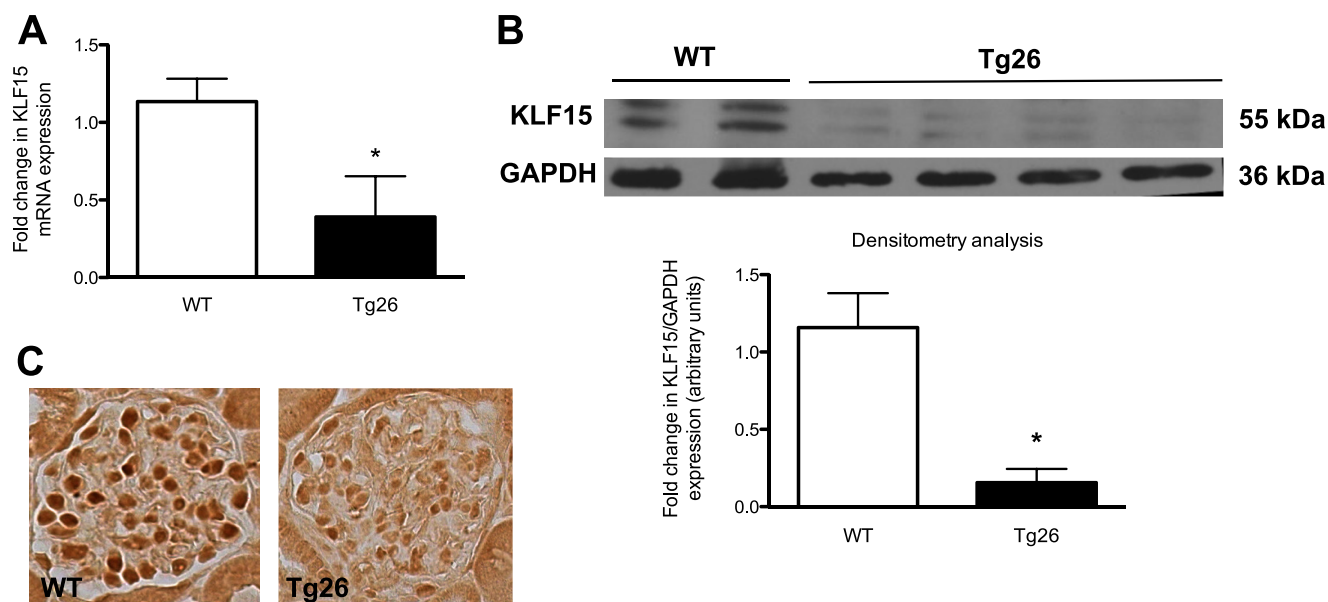 A
Fold change in KLF15
mRNA expression
1.5
1.0
0.5
0.0
*
WT
Tg26
B
WT
Tg26
KLF15
55 kDa
GAPDH
36 kDa
Densitometry analysis
Fold change in KLF15/GAPDH
expression (arbitrary units)
1.5
1.0
0.5
0.0
*
WT
Tg26
C
WT
Tg26